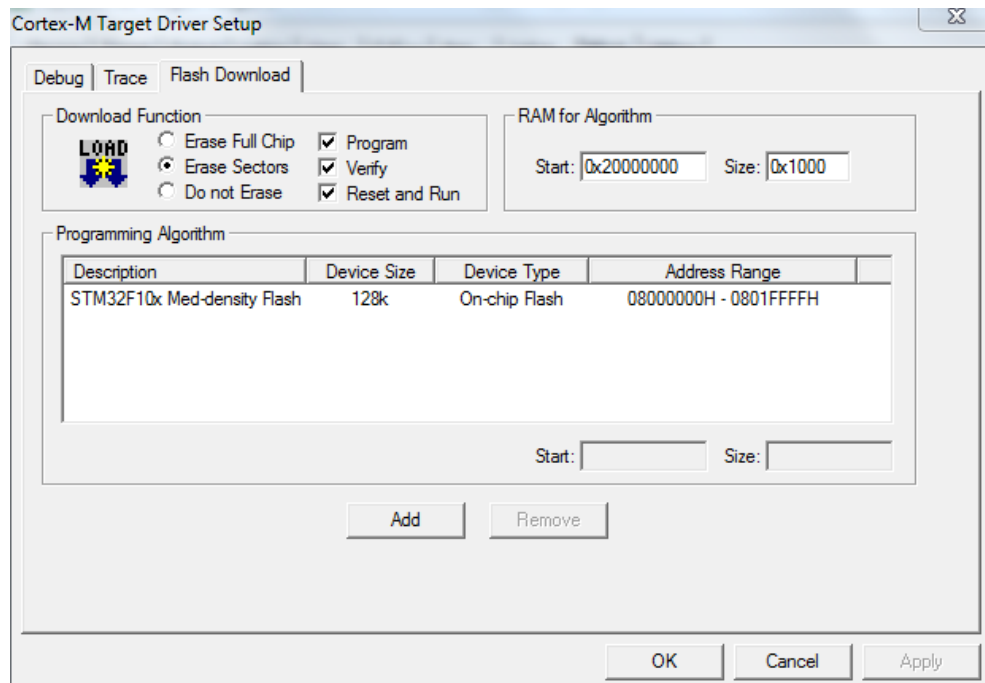 Cortex-M Target Driver Setup
Debug Trace Flash Download
Download Function
LOAD
Erase Full Chip
Erase Sectors
Do not Erase
Program
Verify
Reset and Run
RAM for Algorithm
Start: 0x20000000 Size: 0x1000
Programming Algorithm
Description Device Size Device Type Address Range
STM32F10x Med-density Flash 128k On-chip Flash 08000000H - 0801FFFFH
Start: Size:
Add Remove
OK Cancel Apply